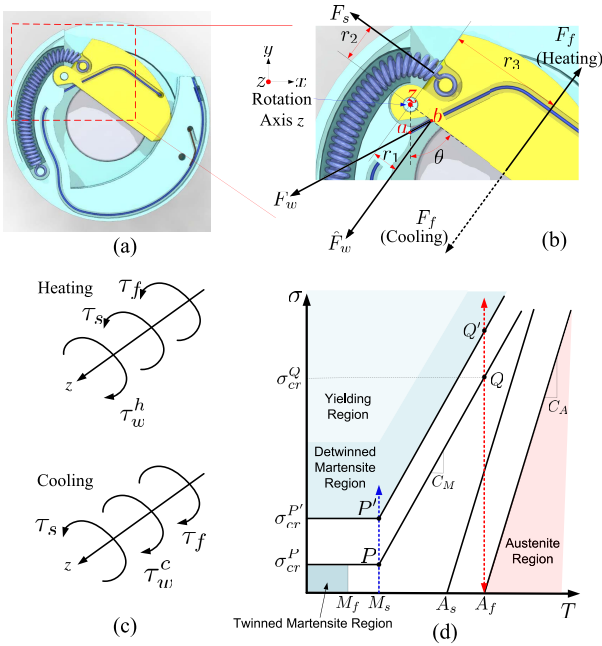 y
z
x
Rotation
Axis z
(a)
F_s
r_2
r_3
F_f
(Heating)
z
a
b
r_1
θ
F_w
F̂_w
F_f
(Cooling)
(b)
Heating
τ_f
τ_s
z
τ_w^h
Cooling
τ_s
z
τ_w^c
τ_f
(c)
σ
Q'
σ_cr^Q
Q
Yielding
Region
C_A
Detwinned
Martensite
Region
C_M
σ_cr^P'
P'
σ_cr^P
P
Austenite
Region
M_f
M_s
A_s
A_f
T
Twinned Martensite Region
(d)